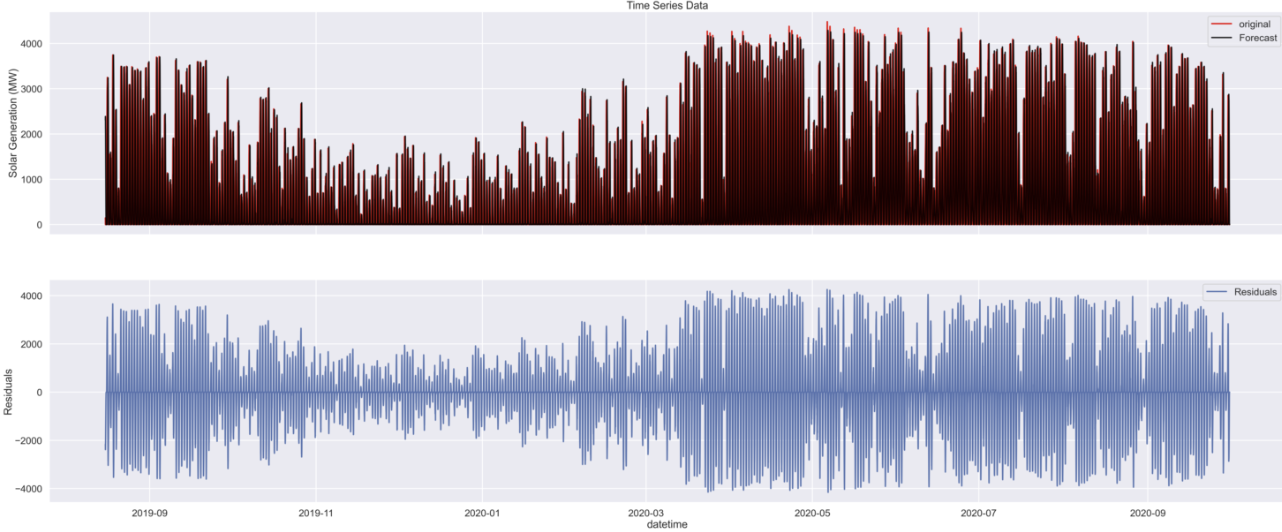 Time Series Data
original
Forecast
Solar Generation (MW)
4000
3000
2000
1000
0
Residuals
Residuals
4000
2000
0
−2000
−4000
2019-09
2019-11
2020-01
2020-03
2020-05
2020-07
2020-09
datetime